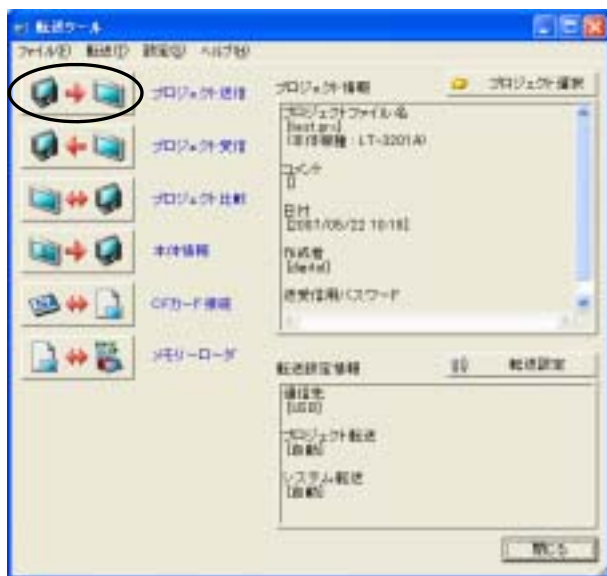 転送ツール
ファイル(F) 転送(T) 設定(S) ヘルプ(H)
プロジェクト送信
プロジェクト受信
プロジェクト比較
本体情報
CFカード接続
メモリーローダ
プロジェクト情報
プロジェクト選択
プロジェクトファイル名
[test.prx]
(本体機種 : LT-3201A)
コメント
[]
日付
[2007/05/22 10:16]
作成者
送受信用パスワード
転送設定情報
転送設定
通信先
[USB]
プロジェクト転送
[自動]
システム転送
[自動]
閉じる